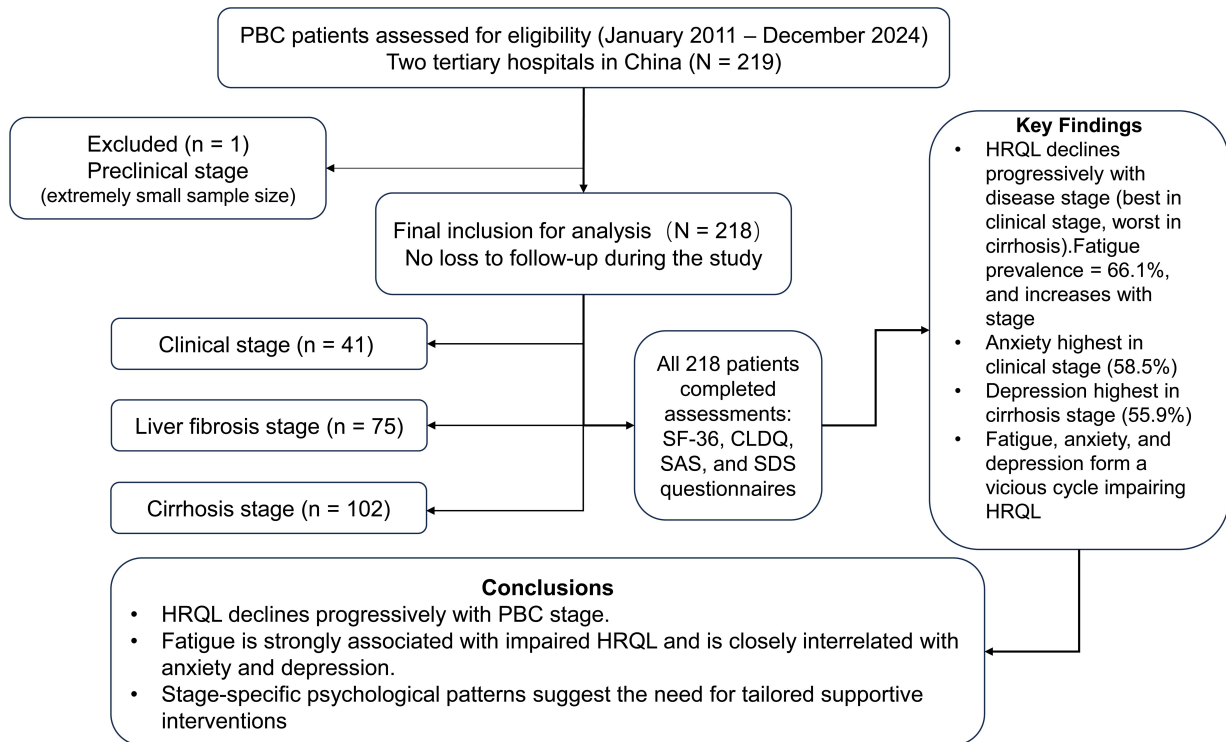 PBC patients assessed for eligibility (January 2011 – December 2024)
Two tertiary hospitals in China (N = 219)
Excluded (n = 1)
Preclinical stage
(extremely small sample size)
Final inclusion for analysis（N = 218）
No loss to follow-up during the study
Clinical stage (n = 41)
Liver fibrosis stage (n = 75)
Cirrhosis stage (n = 102)
All 218 patients
completed
assessments:
SF-36, CLDQ,
SAS, and SDS
questionnaires
Key Findings
• HRQL declines
progressively with
disease stage (best in
clinical stage, worst in
cirrhosis).Fatigue
prevalence = 66.1%,
and increases with
stage
• Anxiety highest in
clinical stage (58.5%)
• Depression highest in
cirrhosis stage (55.9%)
• Fatigue, anxiety, and
depression form a
vicious cycle impairing
HRQL
Conclusions
• HRQL declines progressively with PBC stage.
• Fatigue is strongly associated with impaired HRQL and is closely interrelated with
anxiety and depression.
• Stage-specific psychological patterns suggest the need for tailored supportive
interventions